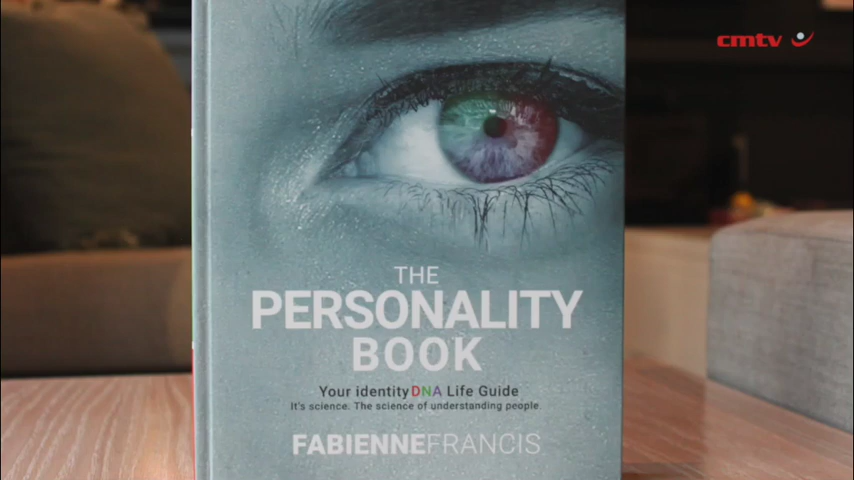 cmtv
THE
PERSONALITY
BOOK
Your identityDNA Life Guide
It's science. The science of understanding people.
FABIENNEFRANCIS